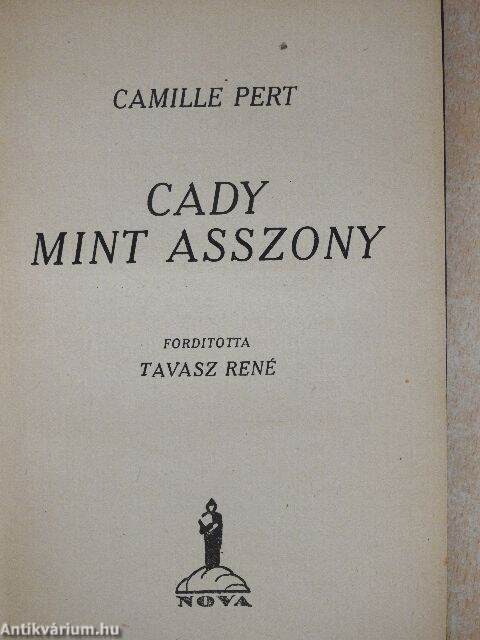 CAMILLE PERT
CADY
MINT ASSZONY
FORDITOTTA
TAVASZ RENÉ
NOVA
Antikvárium.hu